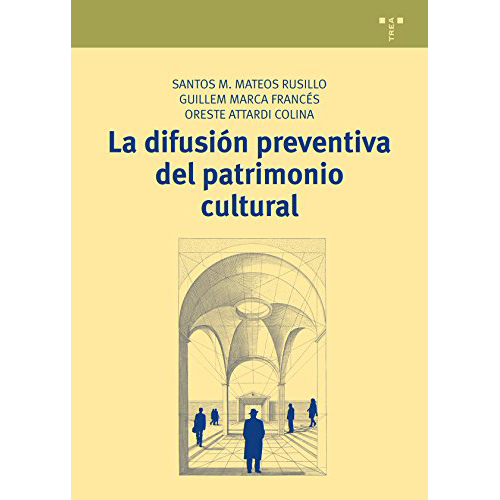 TREA
SANTOS M. MATEOS RUSILLO
GUILLEM MARCA FRANCÉS
ORESTE ATTARDI COLINA
La difusión preventiva
del patrimonio
cultural